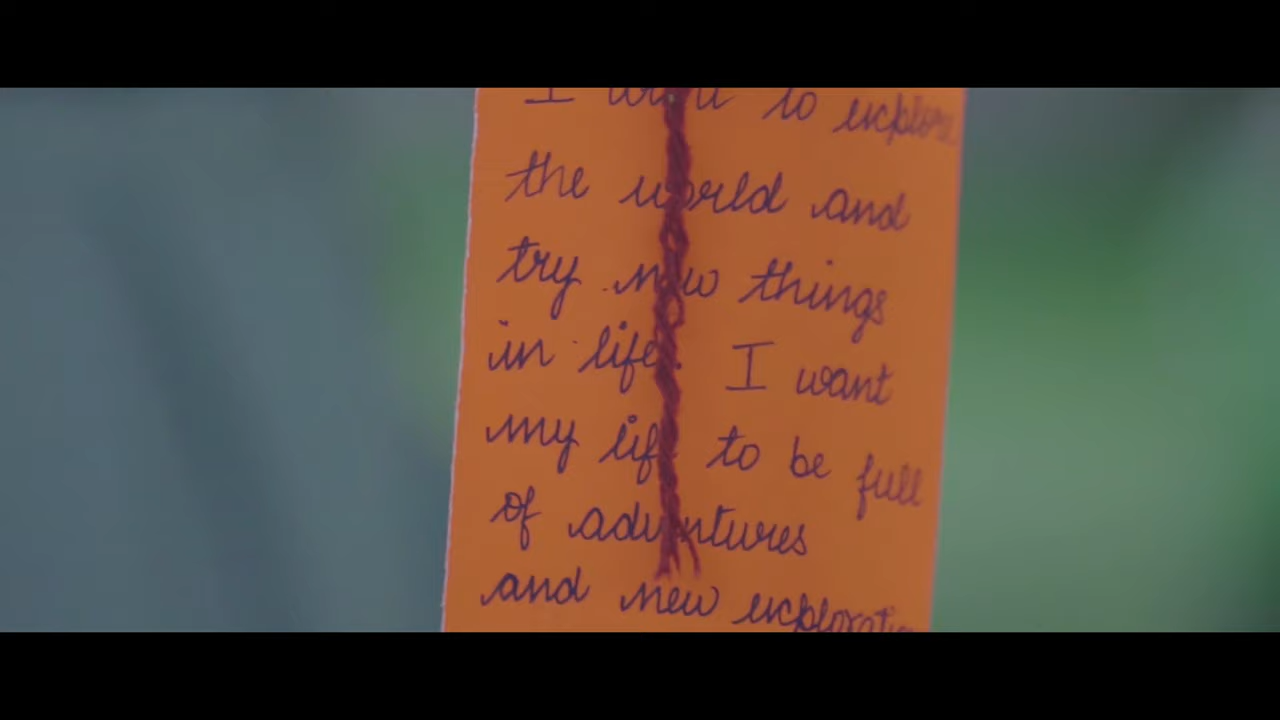 I want to explore
the world and
try new things
in life. I want
my life to be full
of adventures
and new